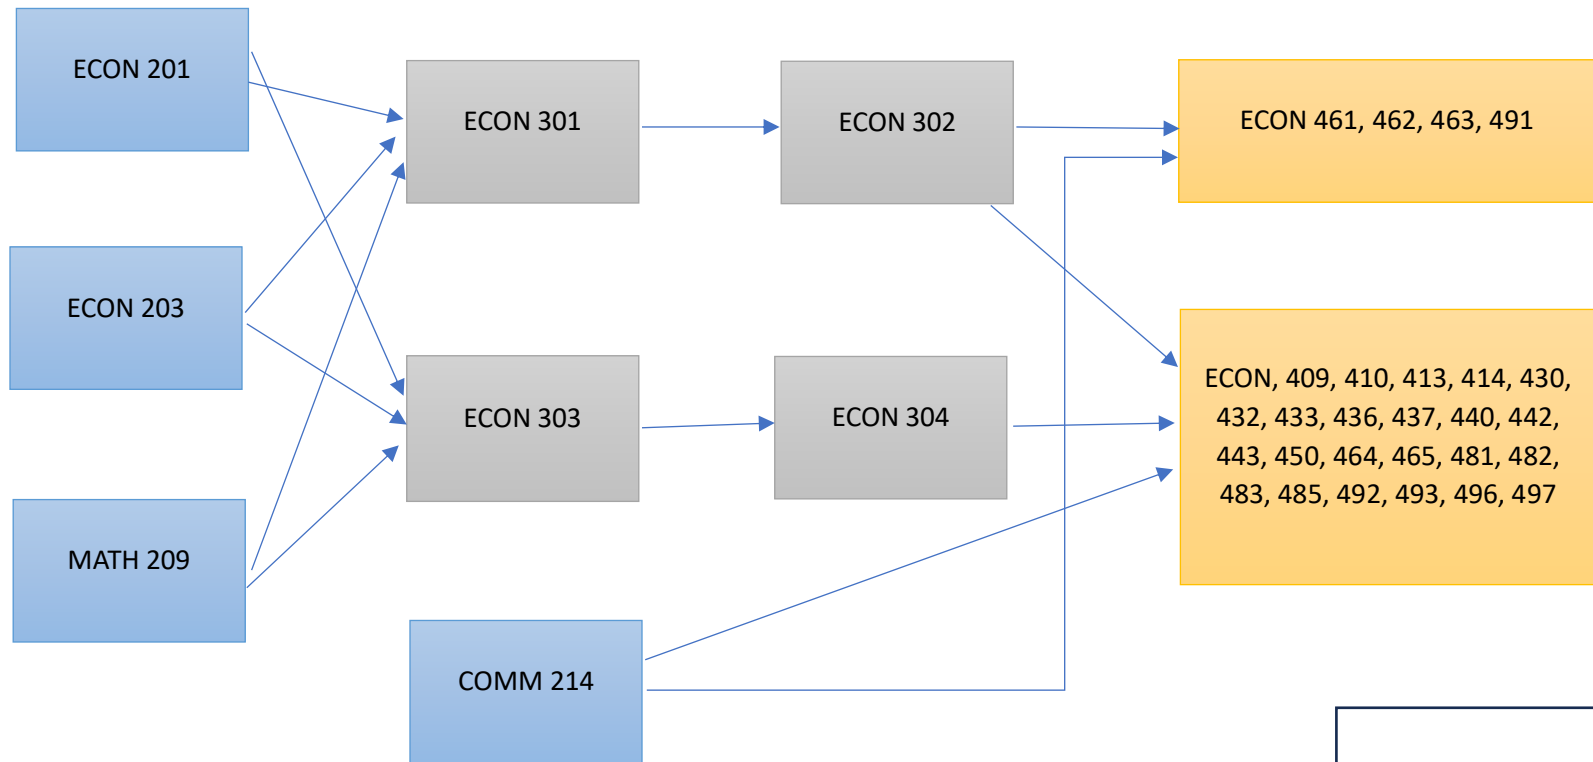 ECON 201
ECON 301
ECON 302
ECON 461, 462, 463, 491
ECON 203
ECON 303
ECON 304
ECON, 409, 410, 413, 414, 430,
432, 433, 436, 437, 440, 442,
443, 450, 464, 465, 481, 482,
483, 485, 492, 493, 496, 497
MATH 209
COMM 214